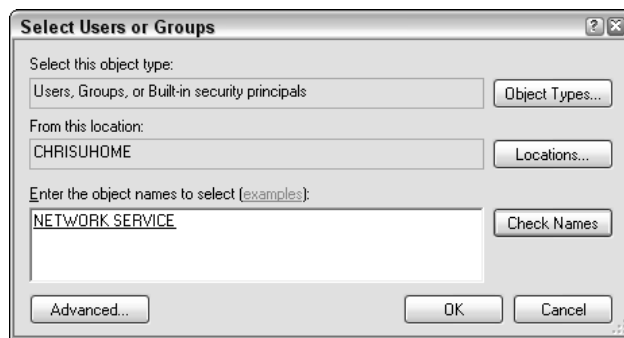 Select Users or Groups
Select this object type:
Users, Groups, or Built-in security principals
Object Types...
From this location:
CHRISUHOME
Locations...
Enter the object names to select (examples):
NETWORK SERVICE
Check Names
Advanced...
OK
Cancel